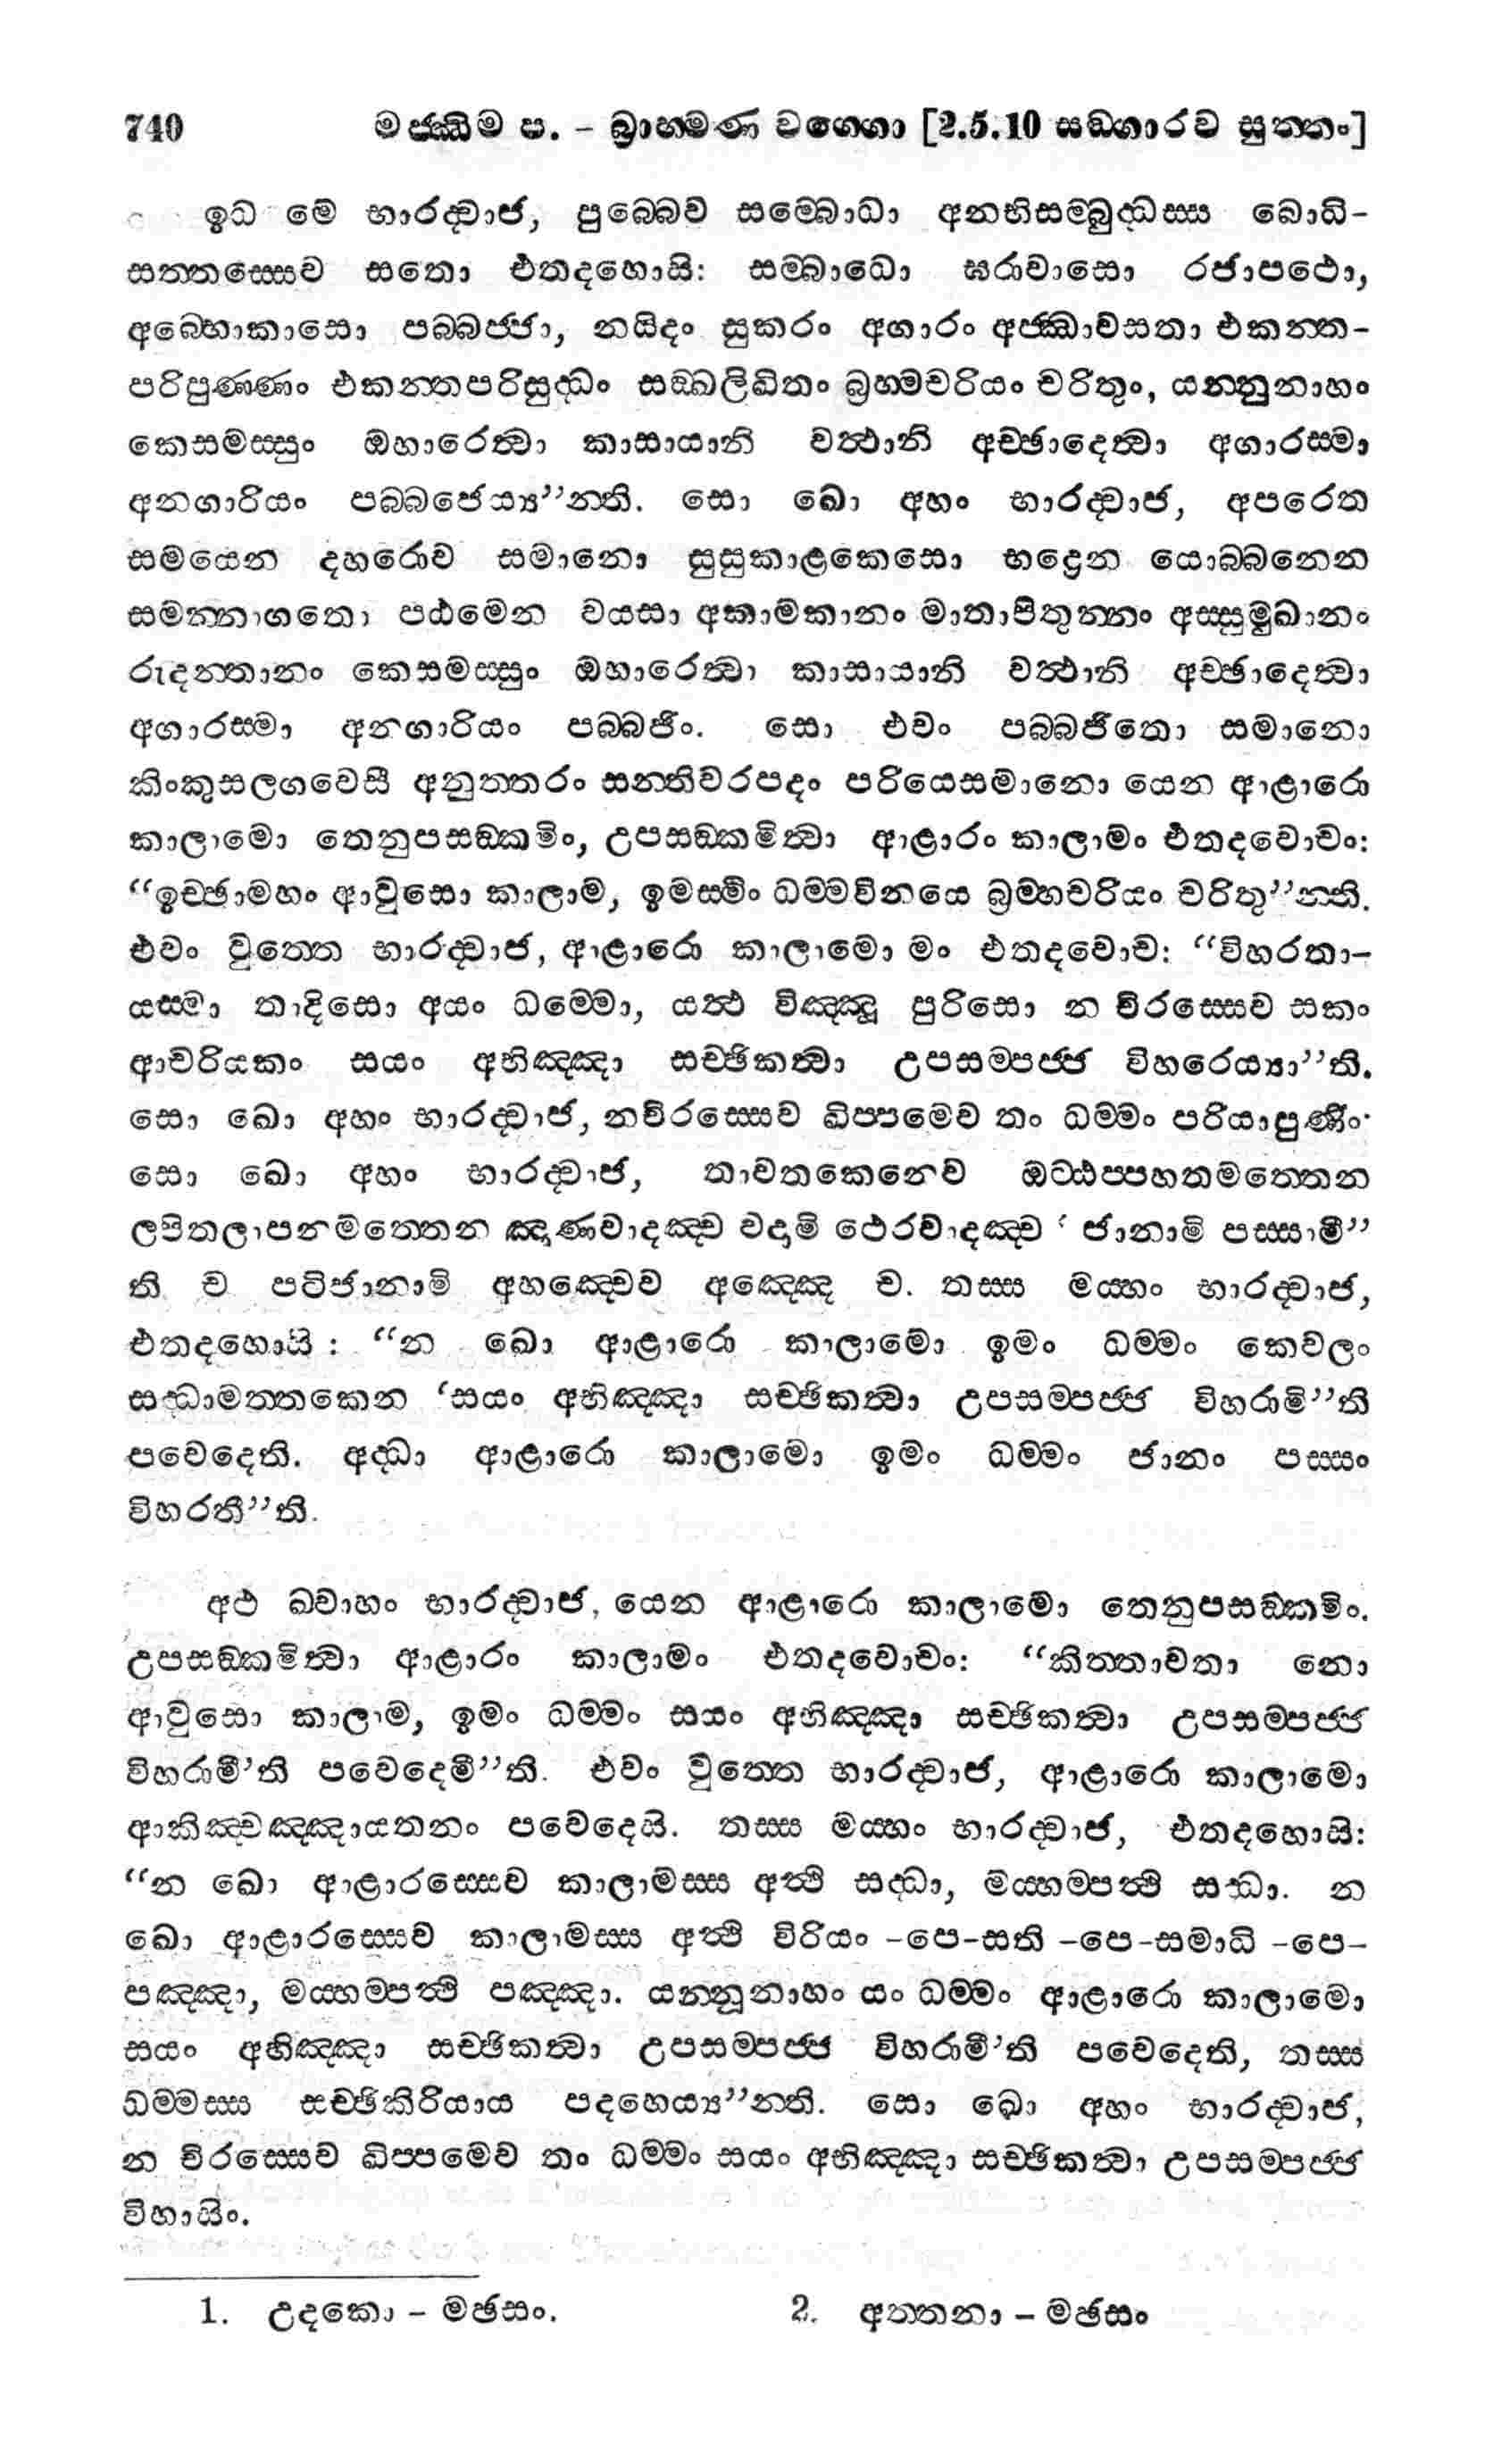 740 මජ්ඣිම ප. - බ්‍රාහමණ වගෙගා [2.5.10 සඞගාරව සුත්තං]
ඉධ මෙ භාරද්වාජ, පුබ්බෙව සම්බොධා අනභිසම්බුද්ධස්ස බොධි-
සත්තස්සෙව සතො එතදහොසි: සම්බාධො ඝරාවාසො රජාපථො,
අබ්භොකාසො පබ්බජ්ජා, නයිදං සුකරං අගාරං අජ්ඣාවසතා එකන්ත-
පරිපුණ්ණං එකන්තපරිසුද්ධං සඞ්ඛලිඛිතං බ්‍රහ්මචරියං චරිතුං, යන්නුනාහං
කෙසමස්සුං ඔහාරෙත්වා කාසායානි වත්ථානි අච්ඡාදෙත්වා අගාරස්මා
අනගාරියං පබ්බජෙය්‍ය”න්ති. සො ඛො අහං භාරද්වාජ, අපරෙන
සමයෙන දහරොව සමානො සුසුකාළකෙසො භද්‍රෙන යොබ්බනෙන
සමන්නාගතො පඨමෙන වයසා අකාමකානං මාතාපිතුන්නං අස්සුමුඛානං
රුදන්තානං කෙසමස්සුං ඔහාරෙත්වා කාසායානි වත්ථානි අච්ඡාදෙත්වා
අගාරස්මා අනගාරියං පබ්බජිං. සො එවං පබ්බජිතො සමානො
කිංකුසලගවෙසී අනුත්තරං සන්තිවරපදං පරියෙසමානො යෙන ආළාරො
කාලාමො තෙනුපසඞ්කමිං, උපසඞ්කමිත්වා ආළාරං කාලාමං එතදවොචං:
“ඉච්ඡාමහං ආවුසො කාලාම, ඉමස්මිං ධම්මවිනයෙ බ්‍රම්හචරියං චරිතු”න්ති.
එවං වුත්තෙ භාරද්වාජ, ආළාරො කාලාමො මං එතදවොච: “විහරතා-
යස්මා තාදිසො අයං ධම්මො, යත්ථ විඤ්ඤූ පුරිසො න චිරස්සෙව සකං
ආචරියකං සයං අභිඤ්ඤා සච්ඡිකත්වා උපසම්පජ්ජ විහරෙය්‍යා”ති.
සො ඛො අහං භාරද්වාජ, නචිරස්සෙව ඛිප්පමෙව තං ධම්මං පරියාපුණිං.
සො ඛො අහං භාරද්වාජ, තාවතකෙනෙව ඔට්ඨප්පහතමත්තෙන
ලපිතලාපනමත්තෙන ඤාණවාදඤ්ච වදාමි ථෙරවාදඤ්ච ‘ ජානාමි පස්සාමී”
ති ච පටිජානාමි අහඤ්චෙව අඤ්ඤෙ ච. තස්ස මය්හං භාරද්වාජ,
එතදහොසි : “න ඛො ආළාරො කාලාමො ඉමං ධම්මං කෙවලං
සද්ධාමත්තකෙන ‘සයං අභිඤ්ඤා සච්ඡිකත්වා උපසම්පජ්ජ විහරාමි”ති
පවෙදෙති. අද්ධා ආළාරො කාලාමො ඉමං ධම්මං ජානං පස්සං
විහරතී”ති.
අථ ඛවාහං භාරද්වාජ, යෙන ආළාරො කාලාමො තෙනුපසඞ්කමිං.
උපසඞ්කමිත්වා ආළාරං කාලාමං එතදවොචං: “කිත්තාවතා නො
ආවුසො කාලාම, ඉමං ධම්මං සයං අභිඤ්ඤා සච්ඡිකත්වා උපසම්පජ්ජ
විහරාමී’ති පවෙදෙමී”ති. එවං වුත්තෙ භාරද්වාජ, ආළාරො කාලාමො
ආකිඤ්චඤ්ඤායතනං පවෙදෙසි. තස්ස මය්හං භාරද්වාජ, එතදහොසි:
“න ඛො ආළාරස්සෙව කාලාමස්ස අත්ථි සද්ධා, මය්හම්පත්ථි සද්ධා. න
ඛො ආළාරස්සෙව කාලාමස්ස අත්ථි විරියං -පෙ-සති -පෙ-සමාධි -පෙ-
පඤ්ඤා, මය්හම්පත්ථි පඤ්ඤා. යන්නූනාහං යං ධම්මං ආළාරො කාලාමො
සයං අභිඤ්ඤා සච්ඡිකත්වා උපසම්පජ්ජ විහරාමී’ති පවෙදෙති, තස්ස
ධම්මස්ස සච්ඡිකිරියාය පදහෙය්‍ය”න්ති. සො ඛො අහං භාරද්වාජ,
න චිරස්සෙව ඛිප්පමෙව තං ධම්මං සයං අභිඤ්ඤා සච්ඡිකත්වා උපසම්පජ්ජ
විහාසිං.
1. උදකො - මඡසං. 2. අත්තනා - මඡසං